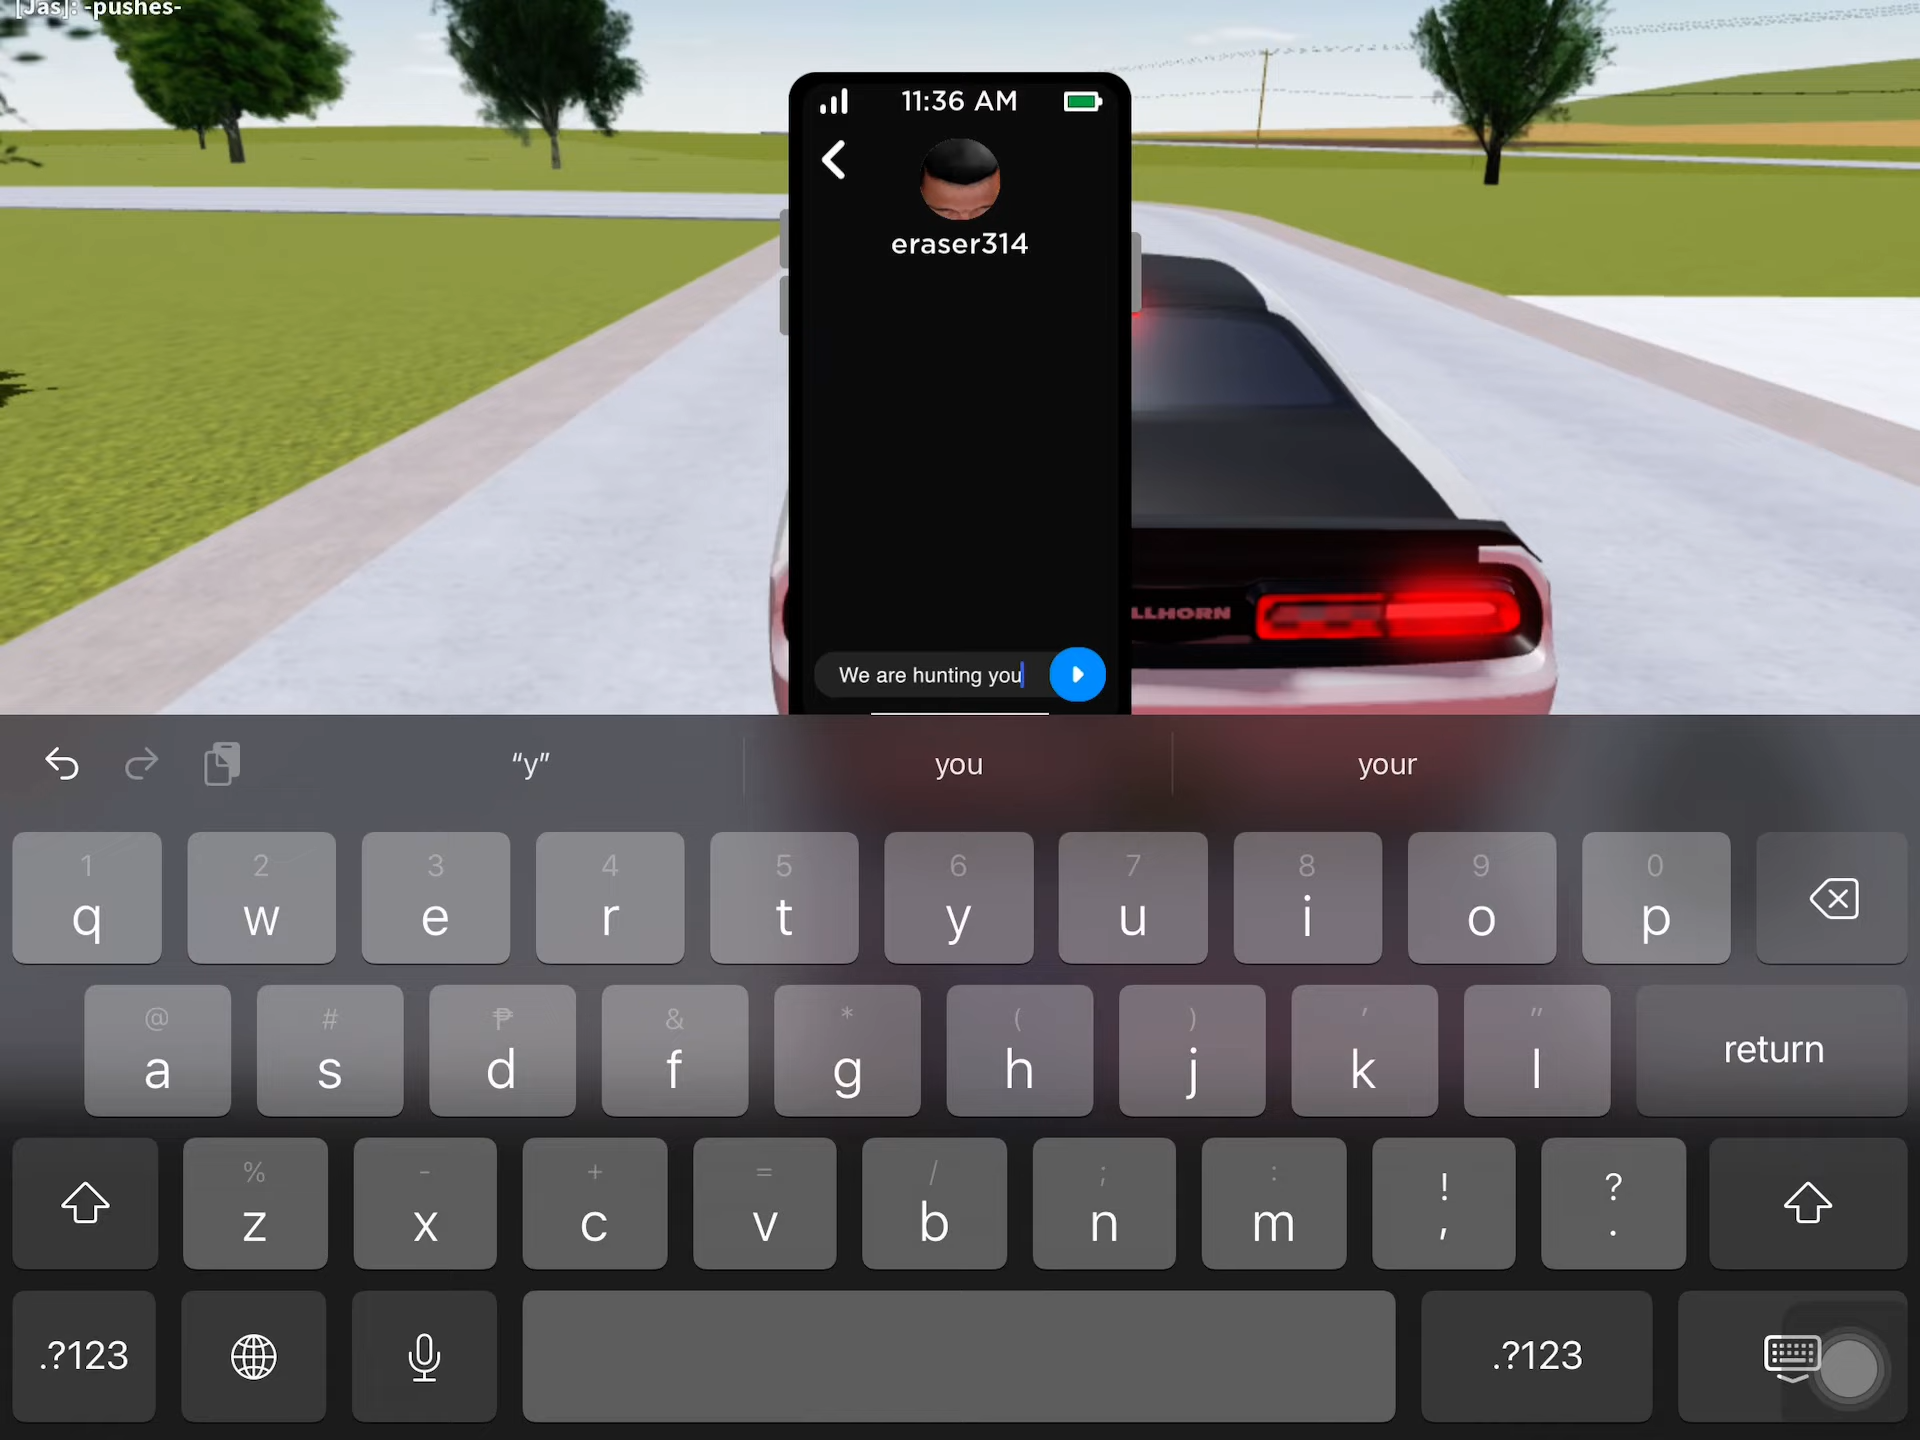 [Jas]: -pushes-
11:36 AM
eraser314
LLHORN
We are hunting you
“y” you your
1 2 3 4 5 6 7 8 9 0
q w e r t y u i o p
@ # ₱ & * ( ) ' "
a s d f g h j k l return
% - + = / ; : ! ?
z x c v b n m , .
.?123 .?123